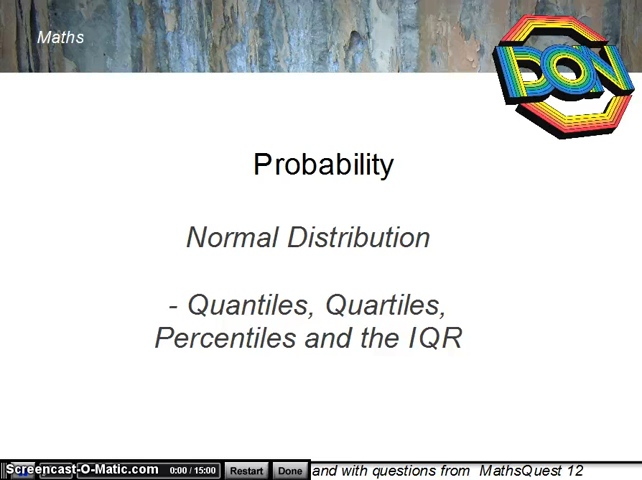 Maths
DON
Probability
Normal Distribution
- Quantiles, Quartiles,
Percentiles and the IQR
Screencast-O-Matic.com 0:00 / 15:00 Restart Done and with questions from MathsQuest 12